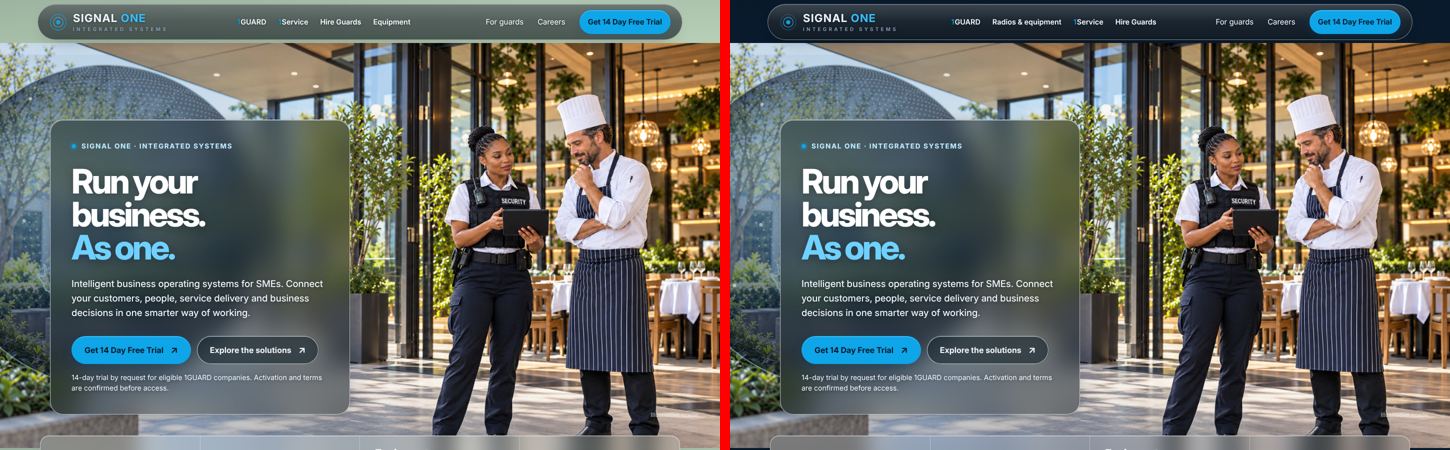 SIGNAL ONE
INTEGRATED SYSTEMS
1GUARD 1Service Hire Guards Equipment For guards Careers Get 14 Day Free Trial
SIGNAL ONE · INTEGRATED SYSTEMS
Run your
business.
As one.
Intelligent business operating systems for SMEs. Connect
your customers, people, service delivery and business
decisions in one smarter way of working.
Get 14 Day Free Trial Explore the solutions
14-day trial by request for eligible 1GUARD companies. Activation and terms
are confirmed before access.
SECURITY
SIGNAL ONE
INTEGRATED SYSTEMS
1GUARD Radios & equipment 1Service Hire Guards For guards Careers Get 14 Day Free Trial
SIGNAL ONE · INTEGRATED SYSTEMS
Run your
business.
As one.
Intelligent business operating systems for SMEs. Connect
your customers, people, service delivery and business
decisions in one smarter way of working.
Get 14 Day Free Trial Explore the solutions
14-day trial by request for eligible 1GUARD companies. Activation and terms
are confirmed before access.
SECURITY